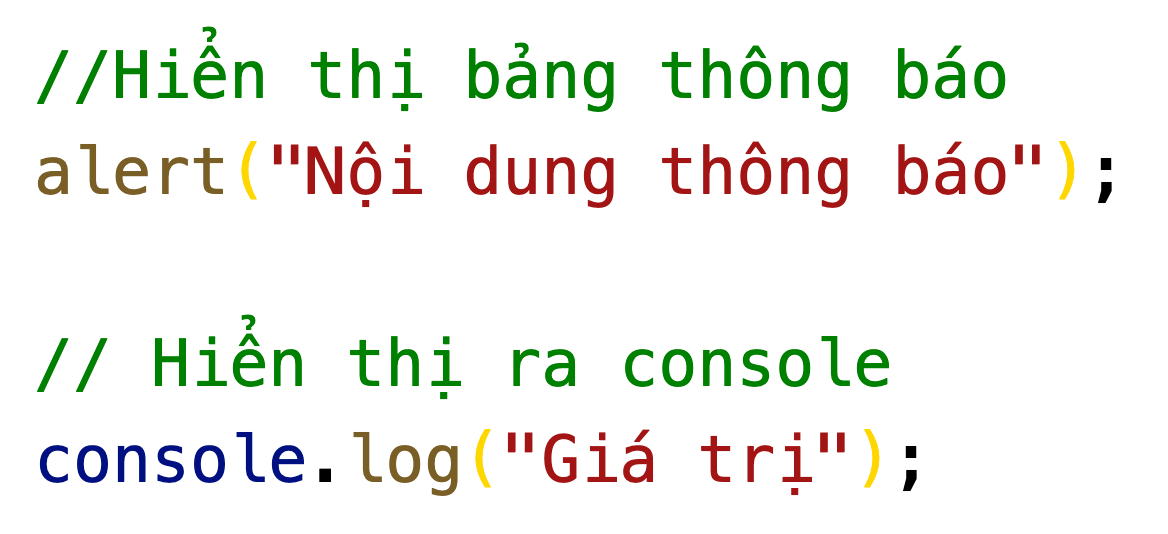 //Hiển thị bảng thông báo
alert("Nội dung thông báo");
// Hiển thị ra console
console.log("Giá trị");